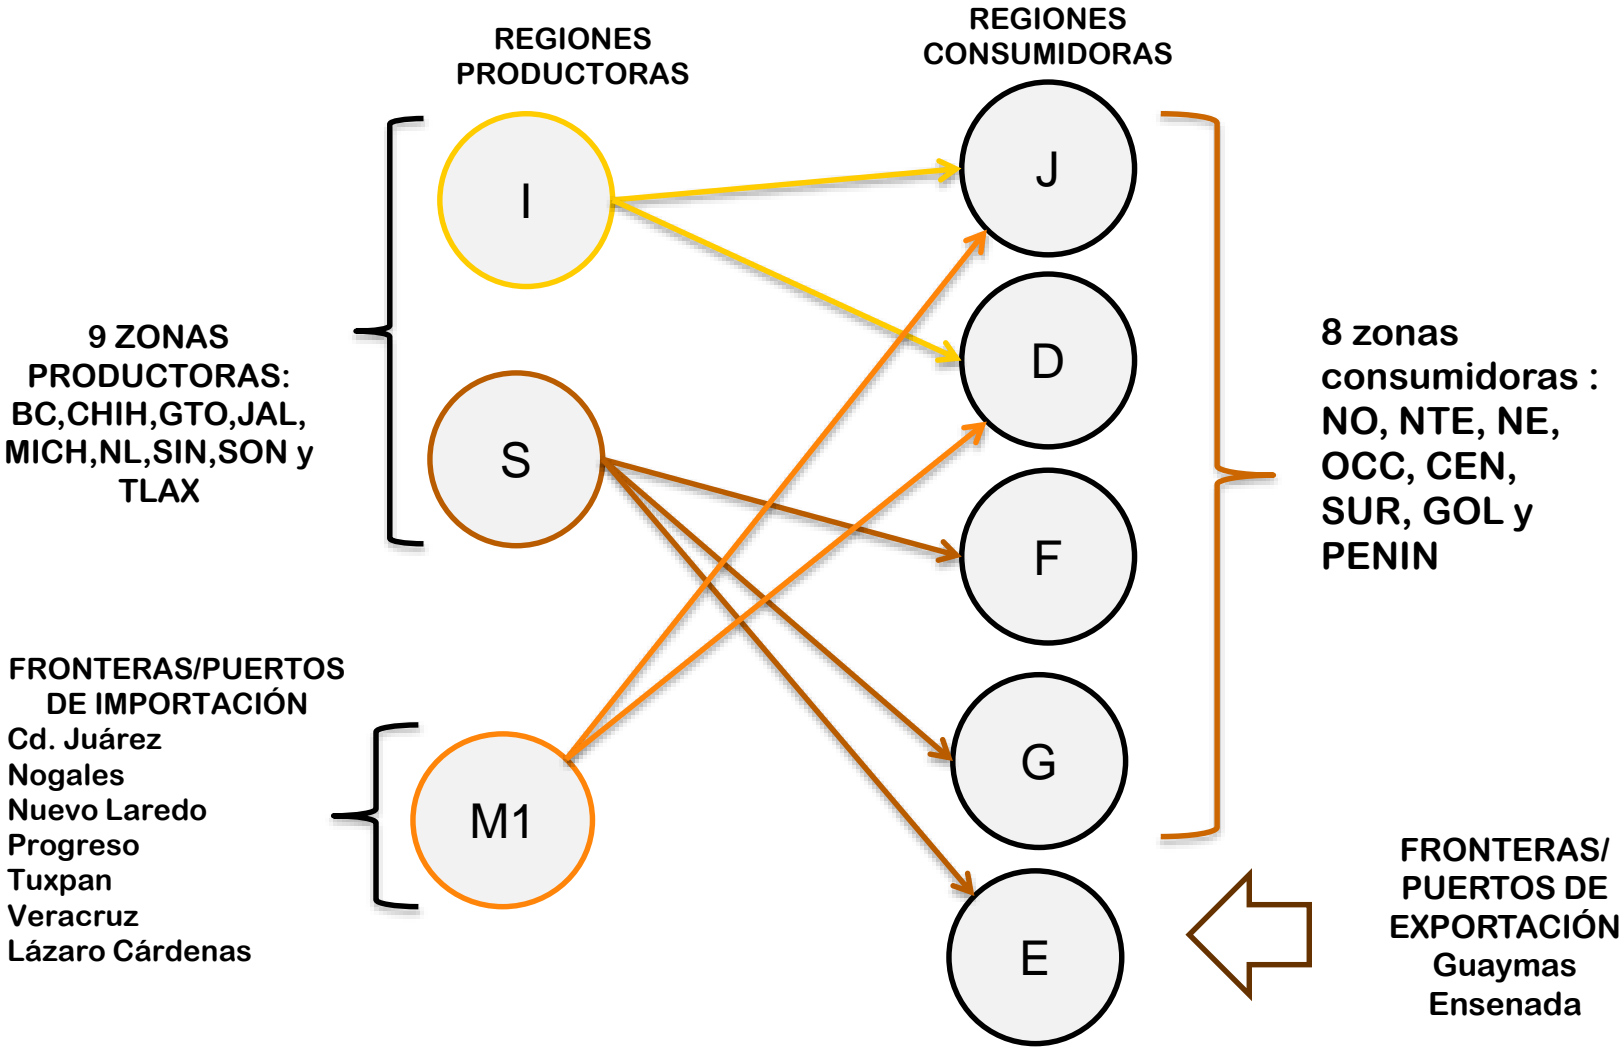 REGIONES
PRODUCTORAS
REGIONES
CONSUMIDORAS
I
S
M1
J
D
F
G
E
9 ZONAS
PRODUCTORAS:
BC,CHIH,GTO,JAL,
MICH,NL,SIN,SON y
TLAX
FRONTERAS/PUERTOS
DE IMPORTACIÓN
Cd. Juárez
Nogales
Nuevo Laredo
Progreso
Tuxpan
Veracruz
Lázaro Cárdenas
8 zonas
consumidoras :
NO, NTE, NE,
OCC, CEN,
SUR, GOL y
PENIN
FRONTERAS/
PUERTOS DE
EXPORTACIÓN
Guaymas
Ensenada